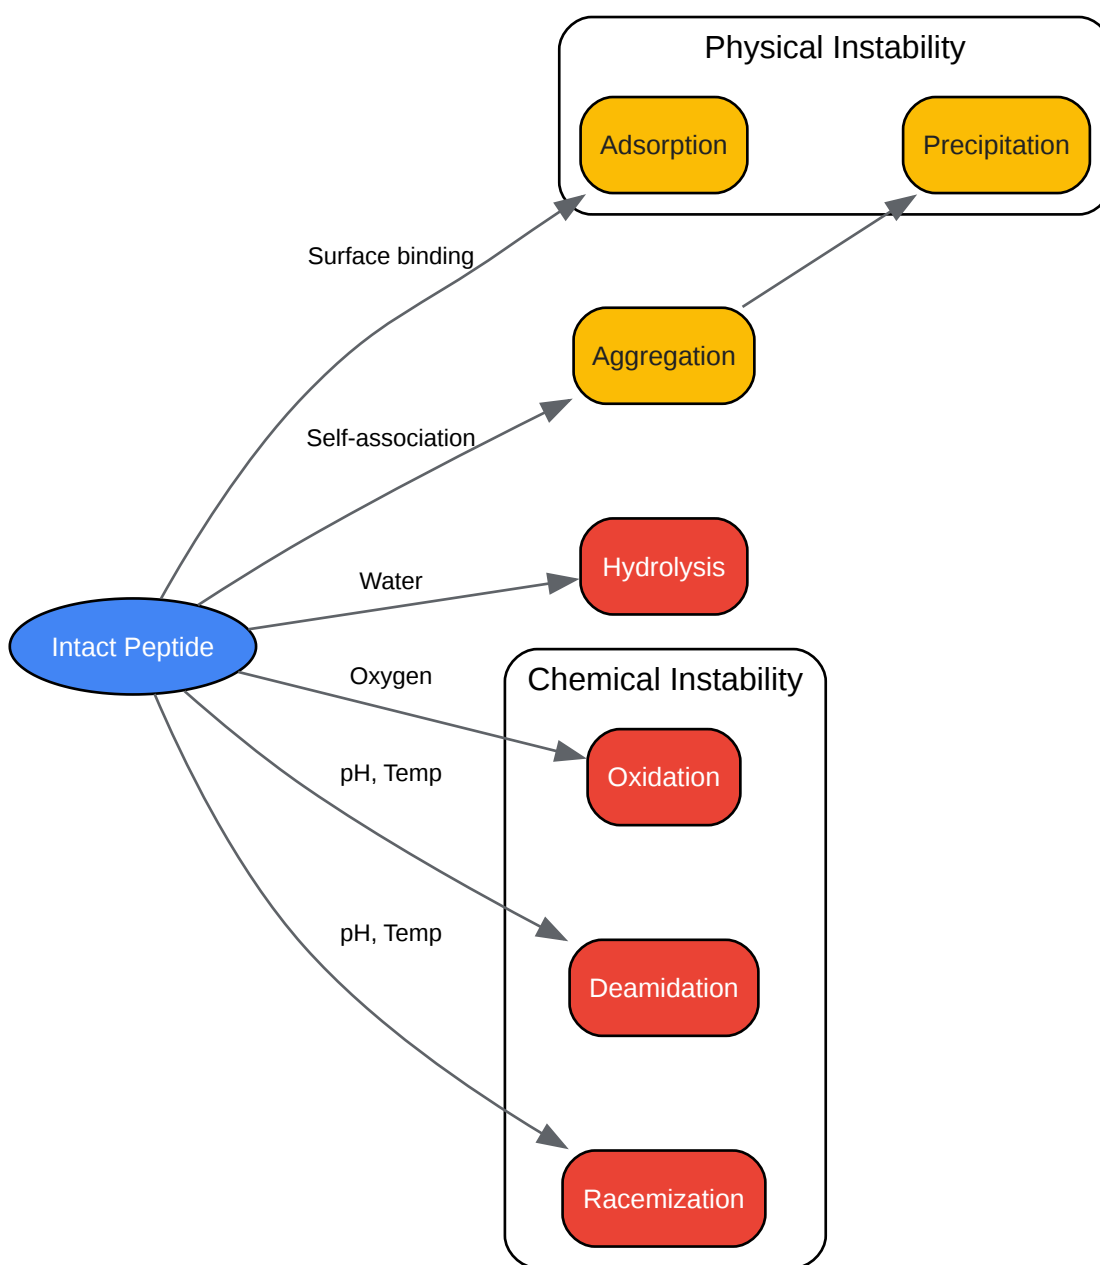 Physical Instability
Adsorption
Precipitation
Surface binding
Aggregation
Self-association
Hydrolysis
Water
Intact Peptide
Chemical Instability
Oxygen
Oxidation
pH, Temp
Deamidation
pH, Temp
Racemization